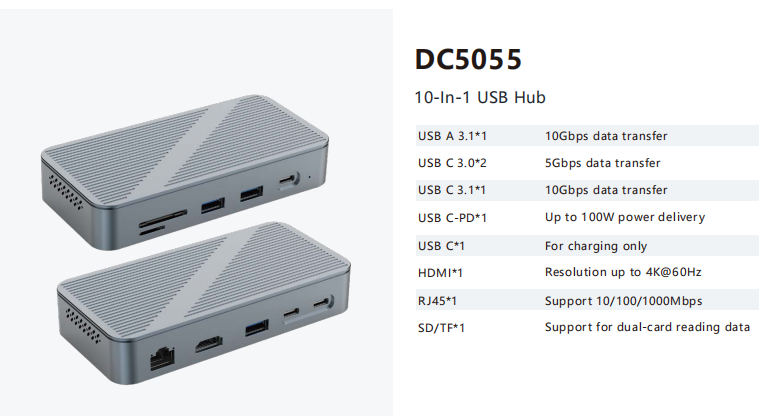 DC5055
10-In-1 USB Hub
USB A 3.1*1 10Gbps data transfer
USB C 3.0*2 5Gbps data transfer
USB C 3.1*1 10Gbps data transfer
USB C-PD*1 Up to 100W power delivery
USB C*1 For charging only
HDMI*1 Resolution up to 4K@60Hz
RJ45*1 Support 10/100/1000Mbps
SD/TF*1 Support for dual-card reading data